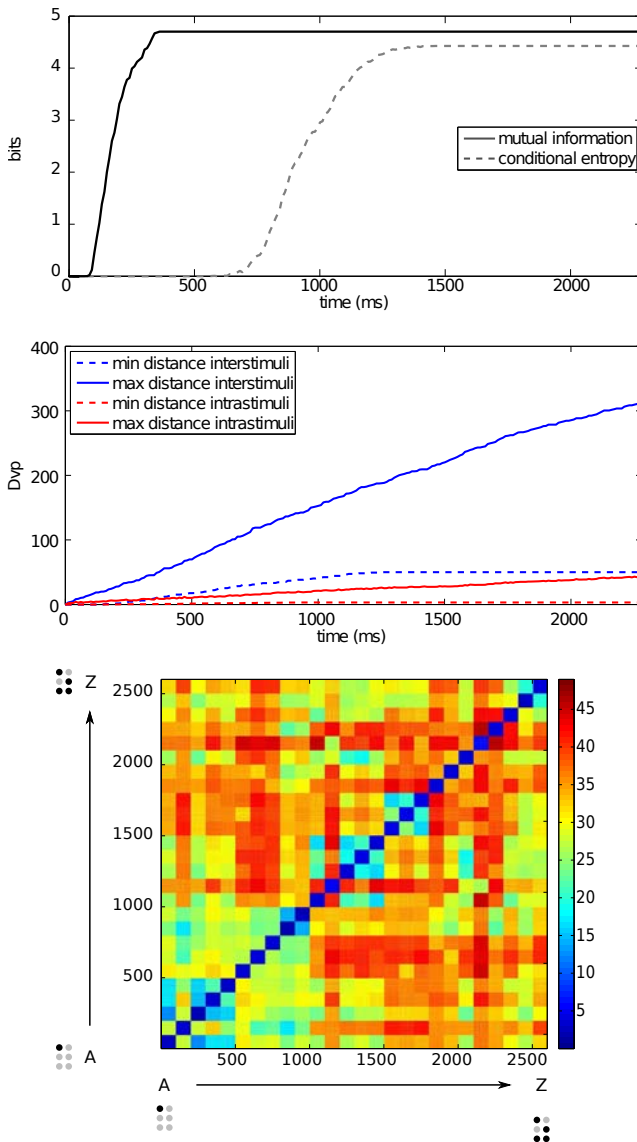 5
4
3
2
1
0
bits
mutual information
conditional entropy
0 500 1000 1500 2000
time (ms)
400
300
200
100
0
Dvp
min distance interstimuli
max distance interstimuli
min distance intrastimuli
max distance intrastimuli
0 500 1000 1500 2000
time (ms)
Z
A
2500
2000
1500
1000
500
45
40
35
30
25
20
15
10
5
500 1000 1500 2000 2500
A Z